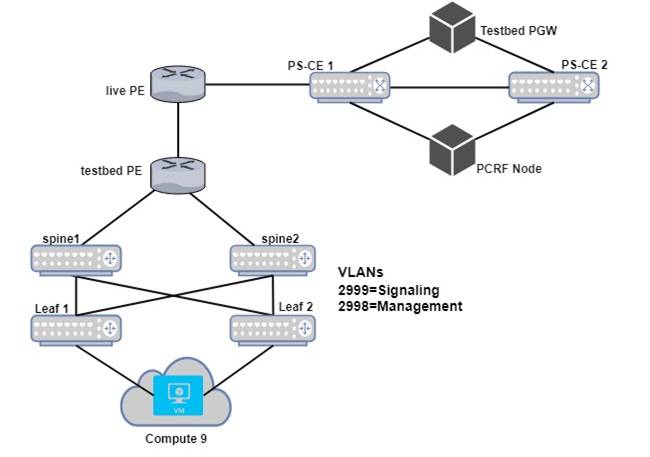 Testbed PGW
PS-CE 1
PS-CE 2
live PE
testbed PE
PCRF Node
spine1
spine2
VLANs
2999=Signaling
2998=Management
Leaf 1
Leaf 2
VM
Compute 9